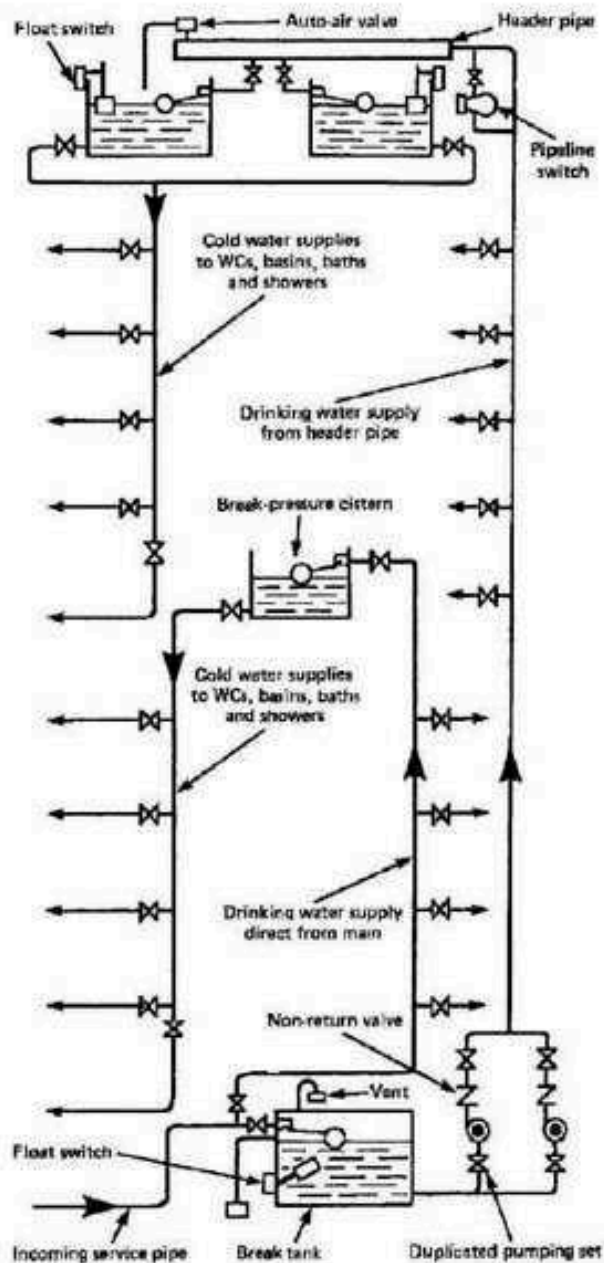 Float switch
Auto-air valve
Header pipe
Pipeline
switch
Cold water supplies
to WCs, basins, baths
and showers
Drinking water supply
from header pipe
Break-pressure cistern
Cold water supplies
to WCs, basins, baths
and showers
Drinking water supply
direct from main
Non-return valve
Vent
Float switch
Incoming service pipe
Break tank
Duplicated pumping set